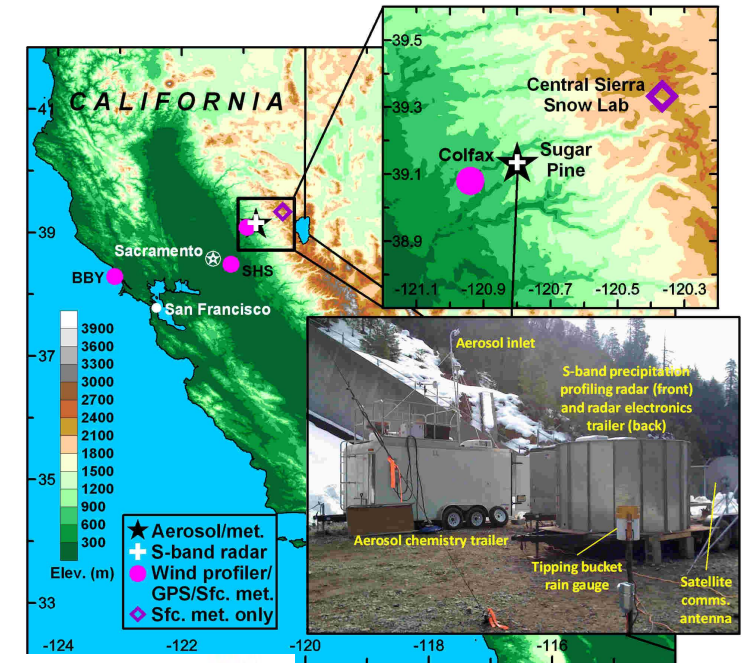 CALIFORNIA
41
39
37
35
33
-124
-122
-120
-118
-116
Sacramento
BBY
SHS
San Francisco
3900
3600
3300
3000
2700
2400
2100
1800
1500
1200
900
600
300
Elev. (m)
Aerosol/met.
S-band radar
Wind profiler/
GPS/Sfc. met.
Sfc. met. only
39.5
39.3
39.1
38.9
-121.1
-120.9
-120.7
-120.5
-120.3
Central Sierra
Snow Lab
Colfax
Sugar
Pine
Aerosol inlet
S-band precipitation
profiling radar (front)
and radar electronics
trailer (back)
Aerosol chemistry trailer
Tipping bucket
rain gauge
Satellite
comms.
antenna